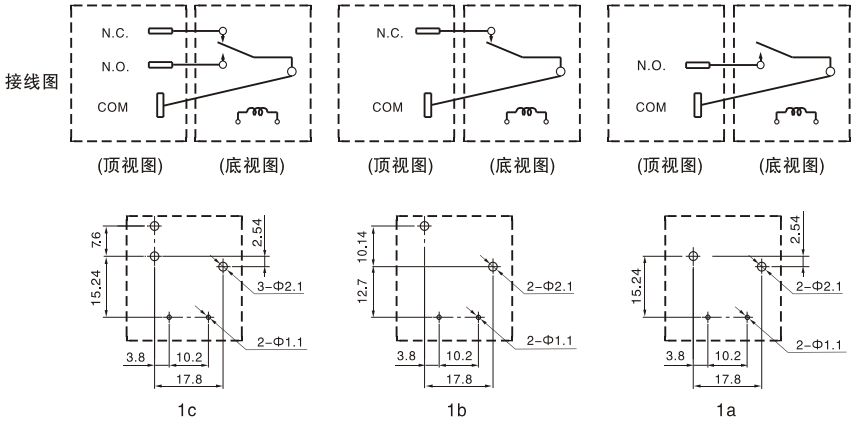 N.C.
N.O.
COM
(顶视图)
(底视图)
N.C.
COM
(顶视图)
(底视图)
N.O.
COM
(顶视图)
(底视图)
接线图
7.6
15.24
2.54
3-Φ2.1
2-Φ1.1
3.8
10.2
17.8
1c
10.14
12.7
2-Φ2.1
2-Φ1.1
3.8
10.2
17.8
1b
15.24
2.54
2-Φ2.1
2-Φ1.1
3.8
10.2
17.8
1a